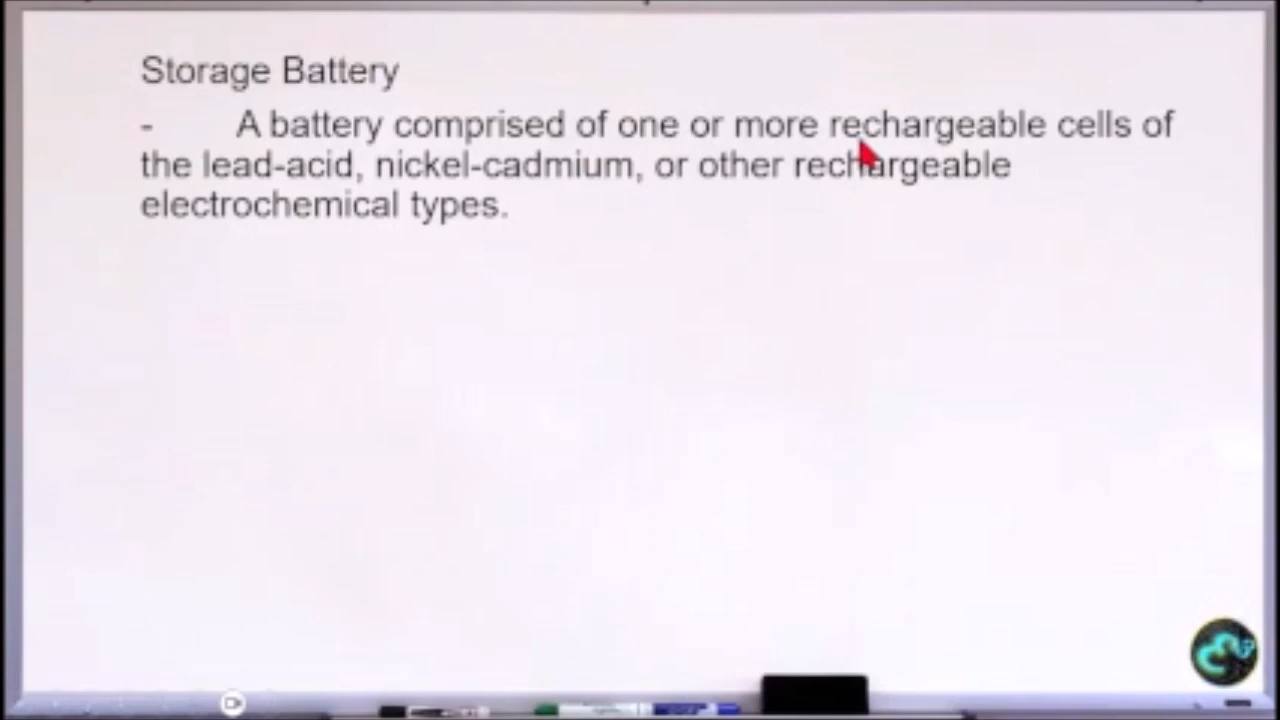 Storage Battery
- A battery comprised of one or more rechargeable cells of
the lead-acid, nickel-cadmium, or other rechargeable
electrochemical types.